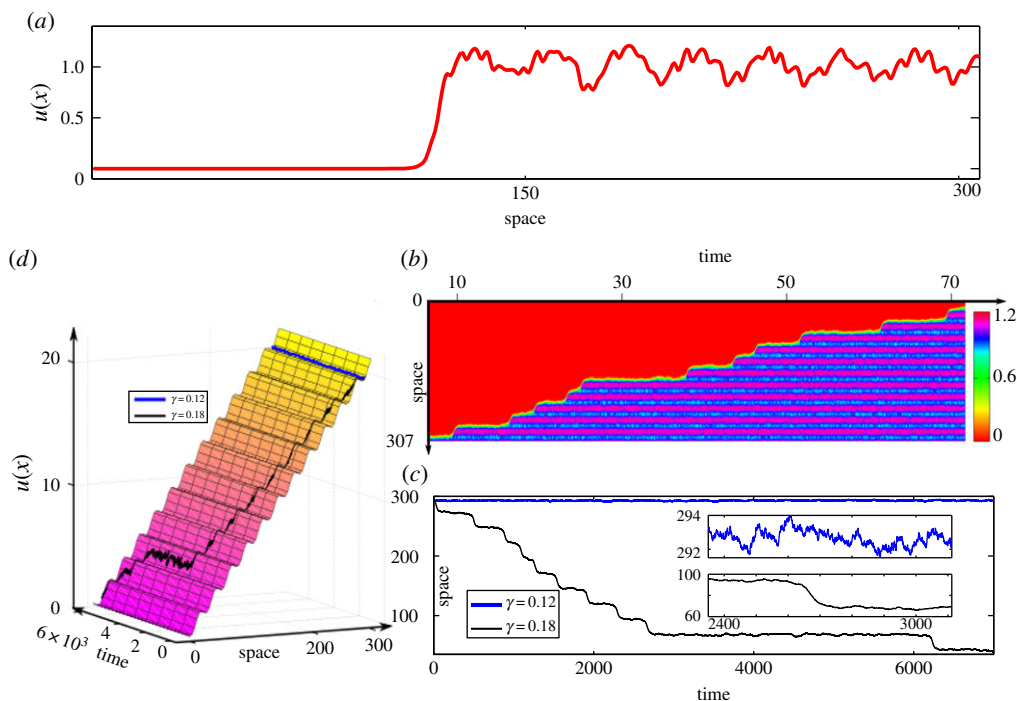 (a)
1.0
0.5
0
u(x)
150
300
space
(d)
20
10
0
u(x)
γ = 0.12
γ = 0.18
6 × 10³
4
2
0
time
0
200
300
space
(b)
time
10
30
50
70
0
space
307
1.2
0.6
0
(c)
300
200
100
space
294
292
100
60
2400
3000
γ = 0.12
γ = 0.18
0
2000
4000
6000
time